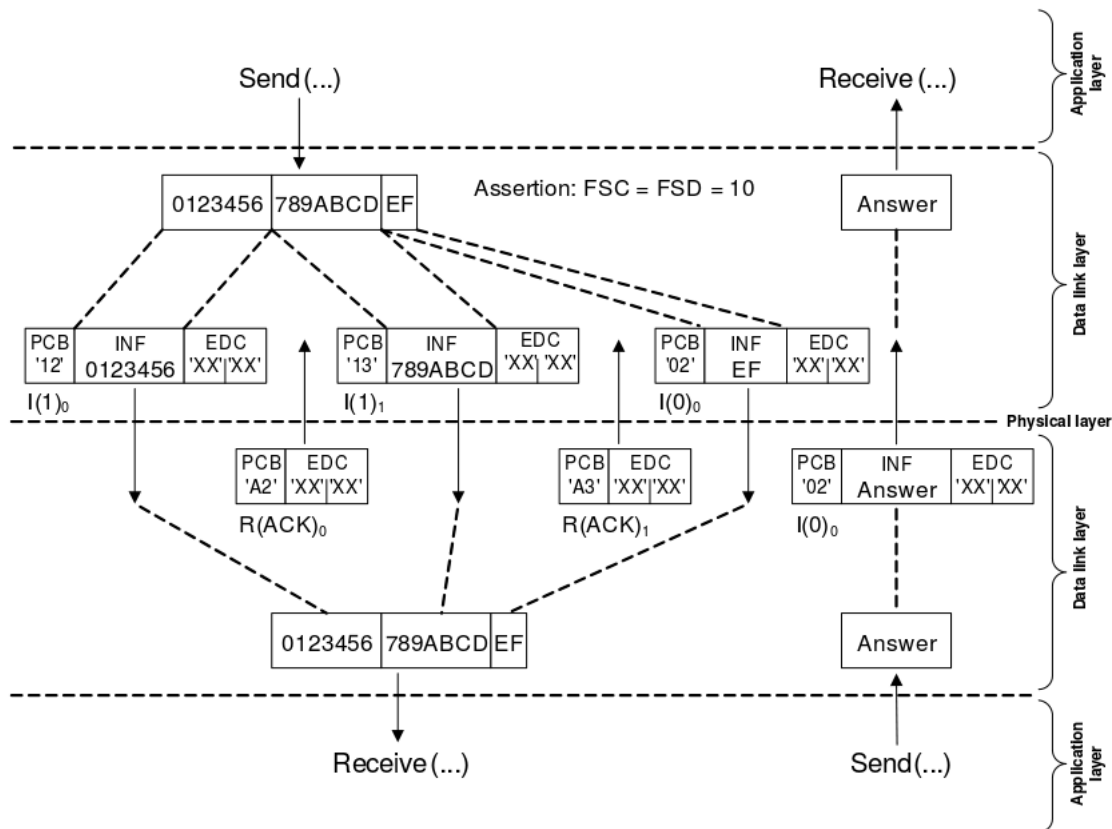 Send(...)
Receive(...)
Application layer
0123456 789ABCD EF
Assertion: FSC = FSD = 10
Answer
Data link layer
PCB INF EDC
'12' 0123456 'XX' 'XX'
I(1)₀
PCB INF EDC
'13' 789ABCD 'XX' 'XX'
I(1)₁
PCB INF EDC
'02' EF 'XX' 'XX'
I(0)₀
Physical layer
PCB EDC
'A2' 'XX' 'XX'
R(ACK)₀
PCB EDC
'A3' 'XX' 'XX'
R(ACK)₁
PCB INF EDC
'02' Answer 'XX' 'XX'
I(0)₀
Data link layer
0123456 789ABCD EF
Answer
Receive(...)
Send(...)
Application layer